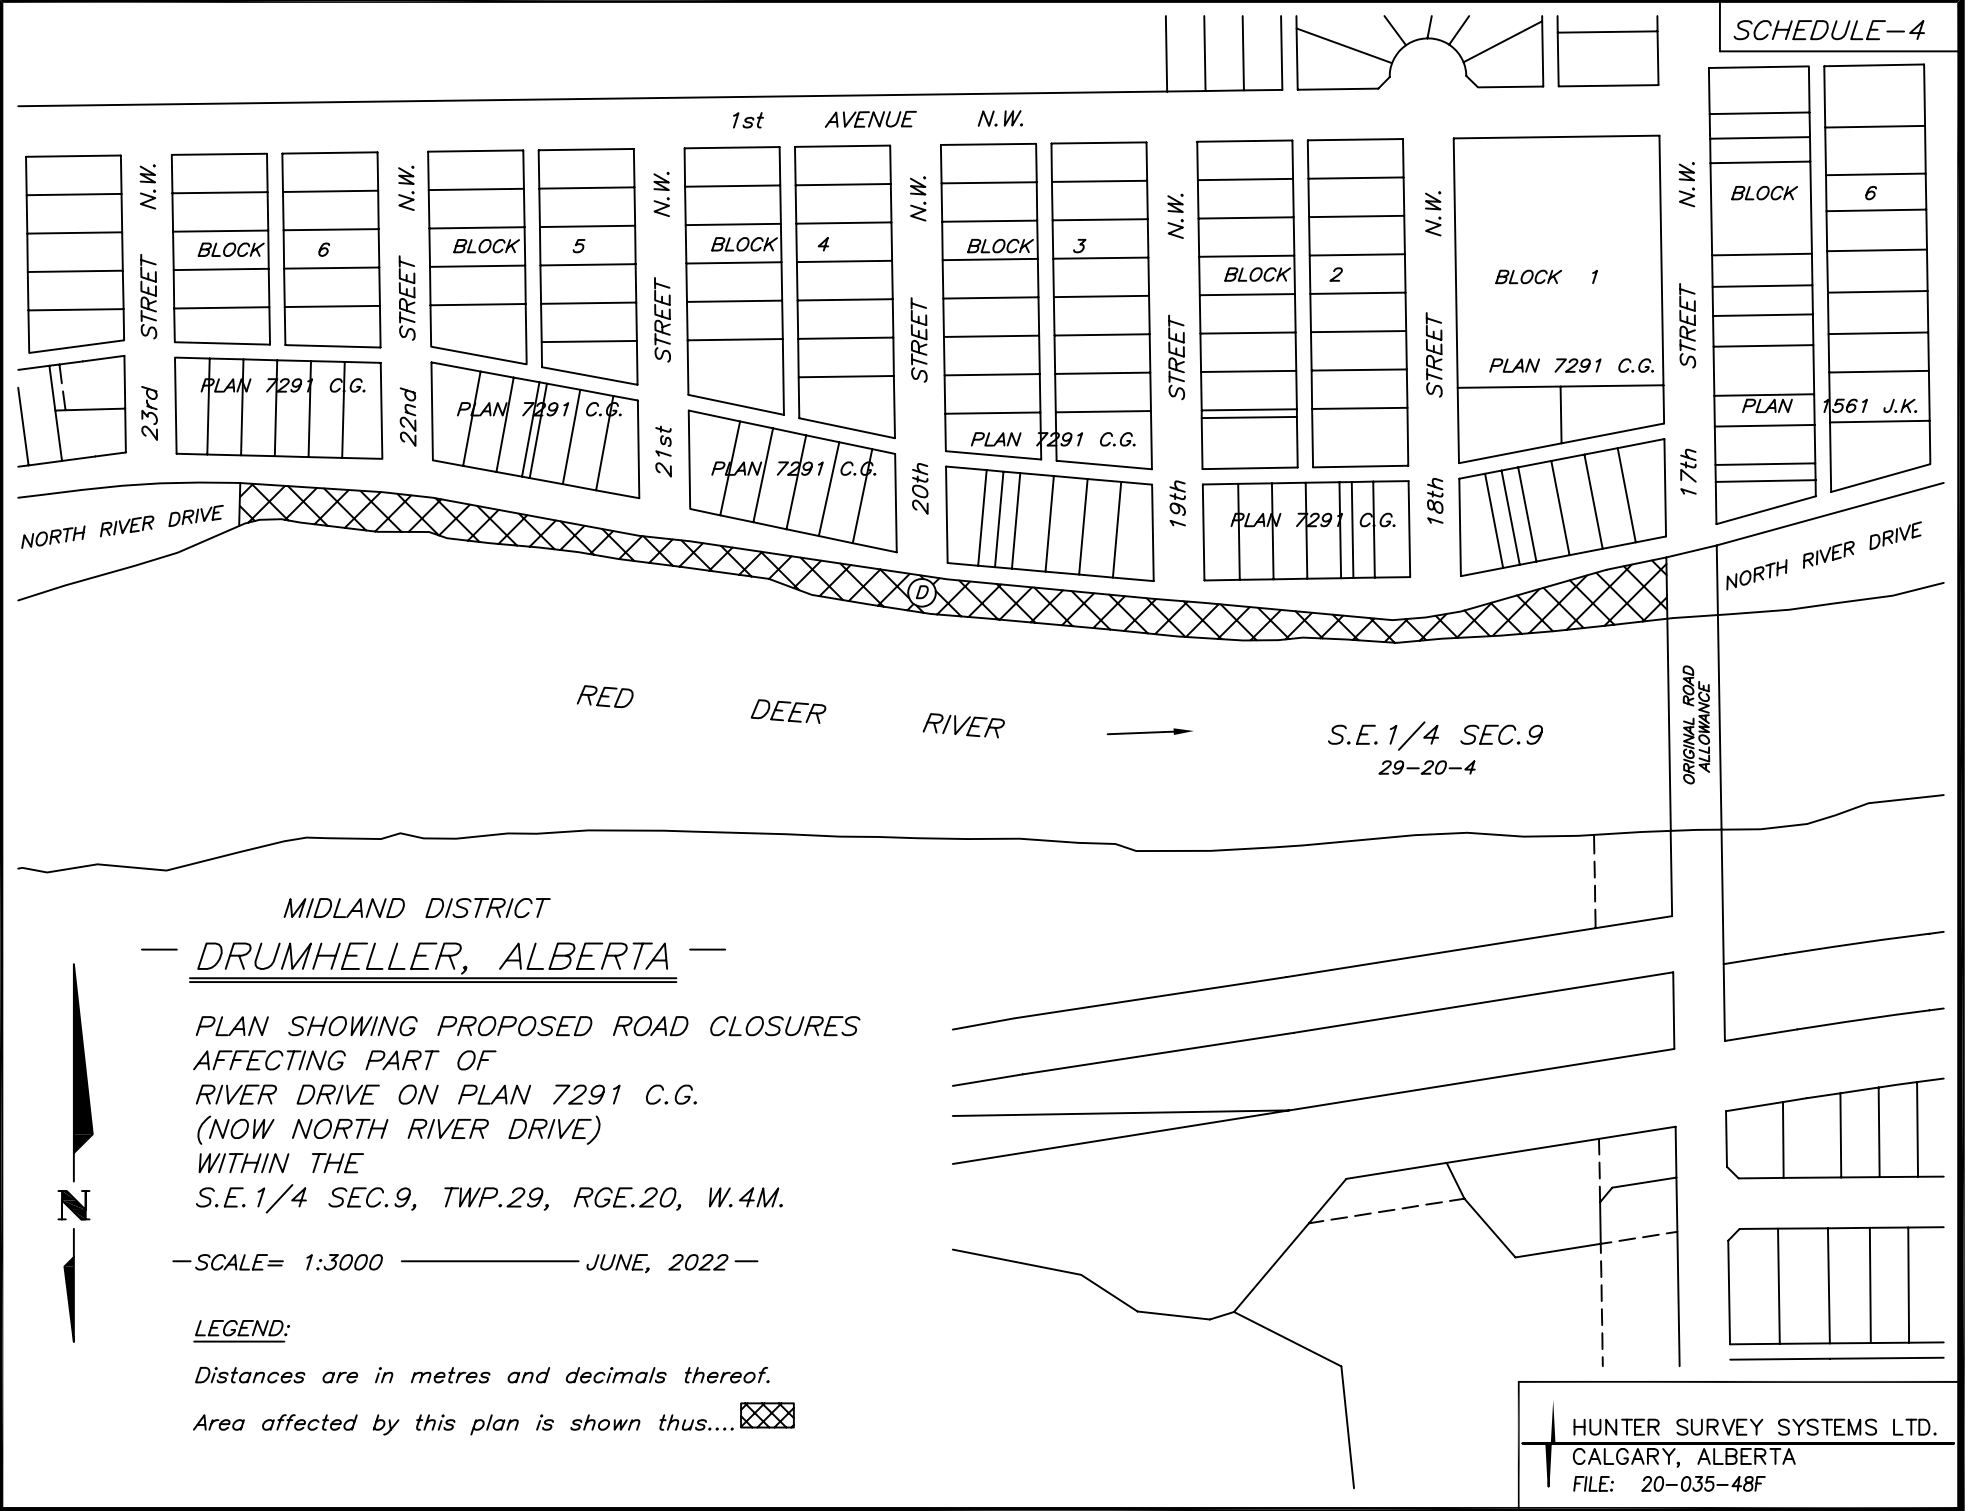 SCHEDULE-4
1st AVENUE N.W.
23rd STREET N.W.
22nd STREET N.W.
21st STREET N.W.
20th STREET N.W.
19th STREET N.W.
18th STREET N.W.
17th STREET N.W.
BLOCK 6
BLOCK 5
BLOCK 4
BLOCK 3
BLOCK 2
BLOCK 1
BLOCK 6
PLAN 7291 C.G.
PLAN 7291 C.G.
PLAN 7291 C.G.
PLAN 7291 C.G.
PLAN 7291 C.G.
PLAN 7291 C.G.
PLAN 1561 J.K.
NORTH RIVER DRIVE
D
NORTH RIVER DRIVE
RED DEER RIVER
S.E.1/4 SEC.9
29-20-4
ORIGINAL ROAD
ALLOWANCE
MIDLAND DISTRICT
DRUMHELLER, ALBERTA
PLAN SHOWING PROPOSED ROAD CLOSURES
AFFECTING PART OF
RIVER DRIVE ON PLAN 7291 C.G.
(NOW NORTH RIVER DRIVE)
WITHIN THE
S.E.1/4 SEC.9, TWP.29, RGE.20, W.4M.
SCALE= 1:3000 JUNE, 2022
N
LEGEND:
Distances are in metres and decimals thereof.
Area affected by this plan is shown thus....
HUNTER SURVEY SYSTEMS LTD.
CALGARY, ALBERTA
FILE: 20-035-48F